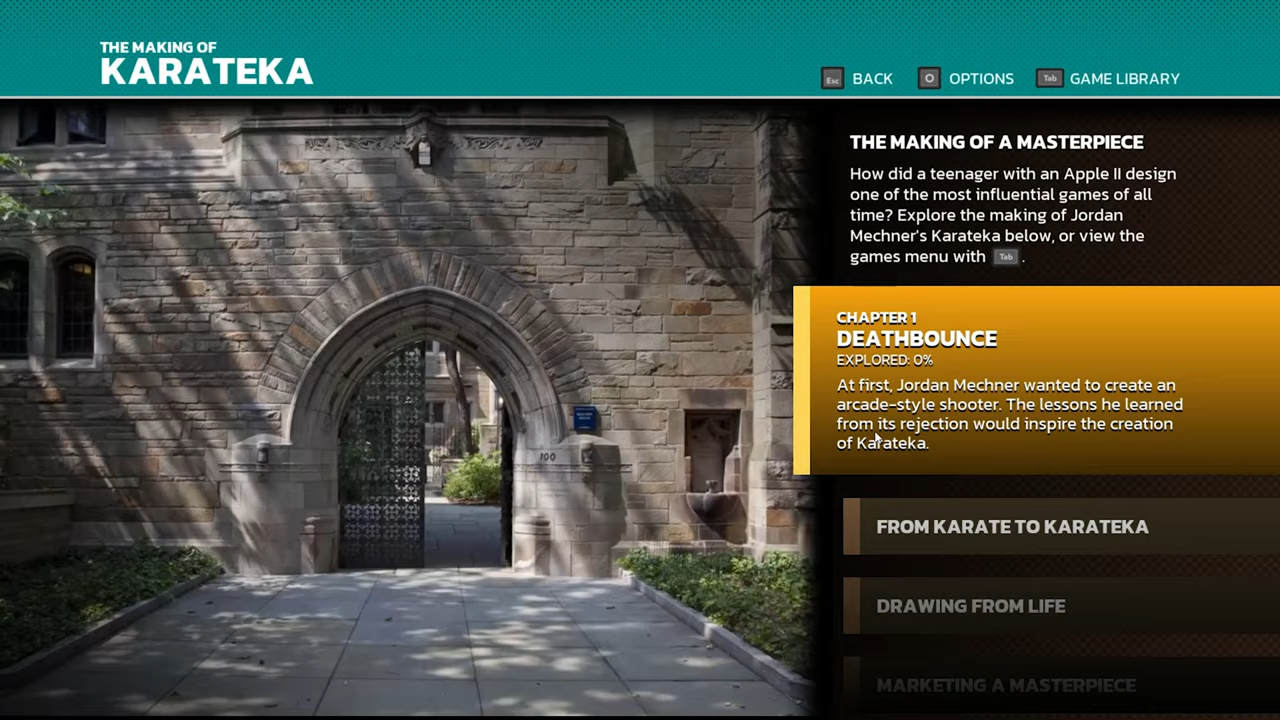 THE MAKING OF
KARATEKA
Esc BACK O OPTIONS Tab GAME LIBRARY
THE MAKING OF A MASTERPIECE
How did a teenager with an Apple II design
one of the most influential games of all
time? Explore the making of Jordan
Mechner's Karateka below, or view the
games menu with Tab .
CHAPTER 1
DEATHBOUNCE
EXPLORED: 0%
At first, Jordan Mechner wanted to create an
arcade-style shooter. The lessons he learned
from its rejection would inspire the creation
of Karateka.
100
FROM KARATE TO KARATEKA
DRAWING FROM LIFE
MARKETING A MASTERPIECE